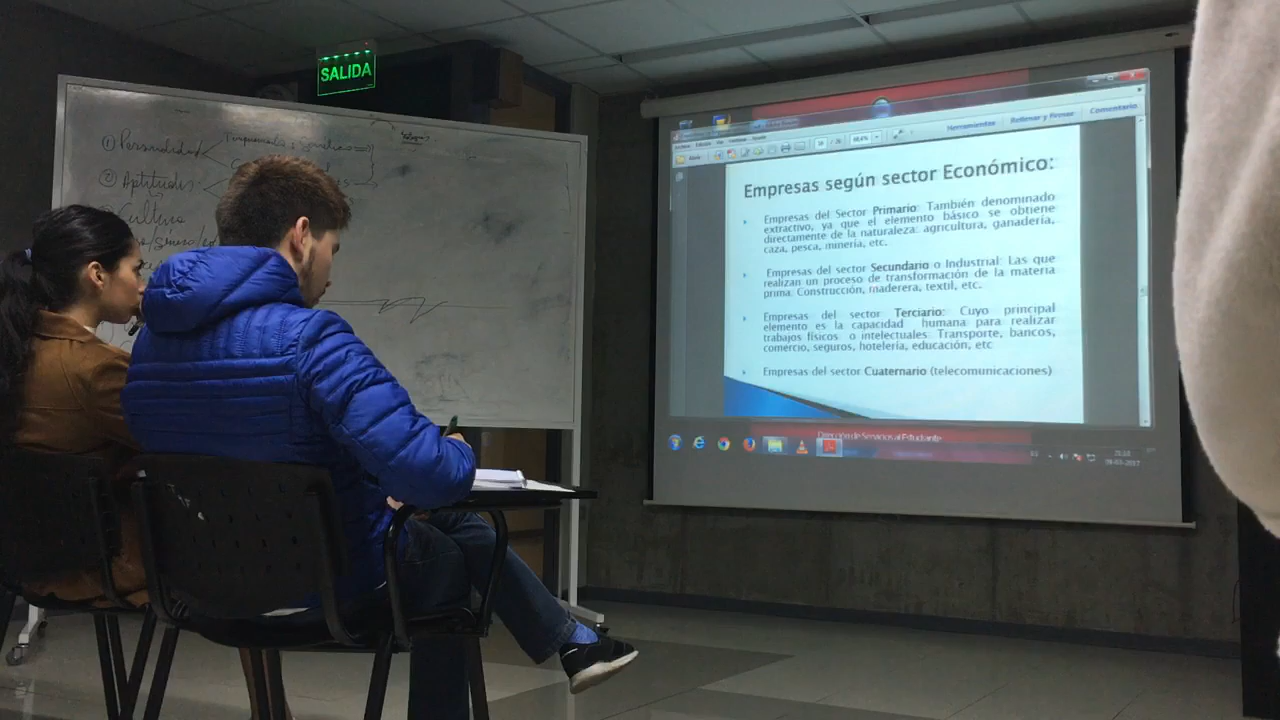 SALIDA
① Personalidad
② Aptitudes
Herramientas Rellenar y Firmar Comentario
Empresas según sector Económico:
Empresas del Sector Primario: También denominado
extractivo, ya que el elemento básico se obtiene
directamente de la naturaleza: agricultura, ganadería,
caza, pesca, minería, etc.
Empresas del sector Secundario o Industrial: Las que
realizan un proceso de transformación de la materia
prima: Construcción, maderera, textil, etc.
Empresas del sector Terciario: Cuyo principal
elemento es la capacidad humana para realizar
trabajos físicos o intelectuales: Transporte, bancos,
comercio, seguros, hotelería, educación, etc
Empresas del sector Cuaternario (telecomunicaciones)
Dirección de Servicios al Estudiante